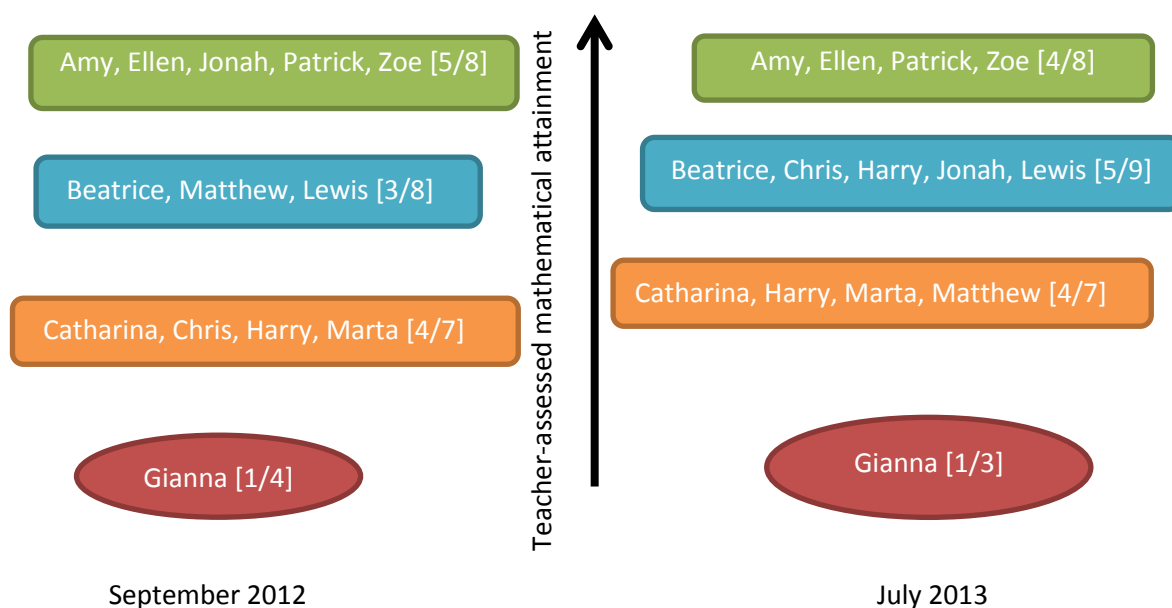 Amy, Ellen, Jonah, Patrick, Zoe [5/8]
Beatrice, Matthew, Lewis [3/8]
Catharina, Chris, Harry, Marta [4/7]
Gianna [1/4]
September 2012
Teacher-assessed mathematical attainment
Amy, Ellen, Patrick, Zoe [4/8]
Beatrice, Chris, Harry, Jonah, Lewis [5/9]
Catharina, Harry, Marta, Matthew [4/7]
Gianna [1/3]
July 2013